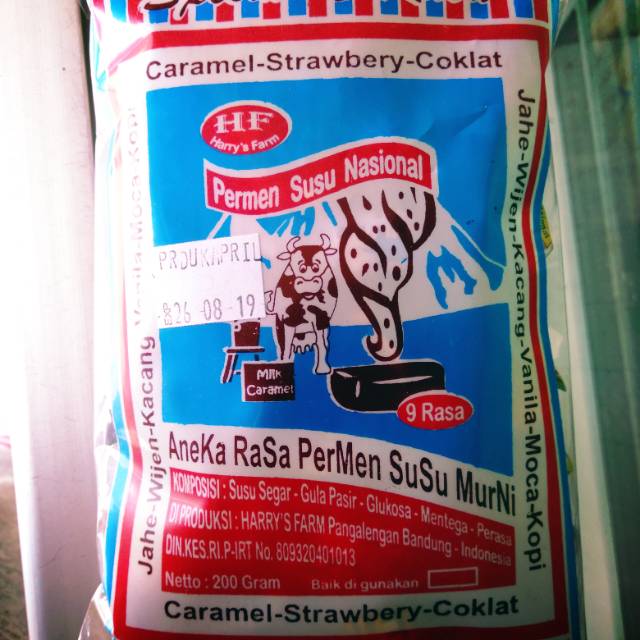 Caramel-Strawbery-Coklat
HF
Harry's Farm
Permen Susu Nasional
PRDUKAPRIL
26-08-19
Milk
Caramel
9 Rasa
AneKa RaSa PerMen SuSu MurNi
KOMPOSISI : Susu Segar - Gula Pasir - Glukosa - Mentega - Perasa
DI PRODUKSI : HARRY'S FARM Pangalengan Bandung - Indonesia
DIN.KES.RI.P-IRT No. 809320401013
Netto : 200 Gram Baik di gunakan
Caramel-Strawbery-Coklat
Jahe-Wijen-Kacang-Vanila-Moca-Kopi
Jahe-Wijen-Kacang Vanila-Moca-Kopi